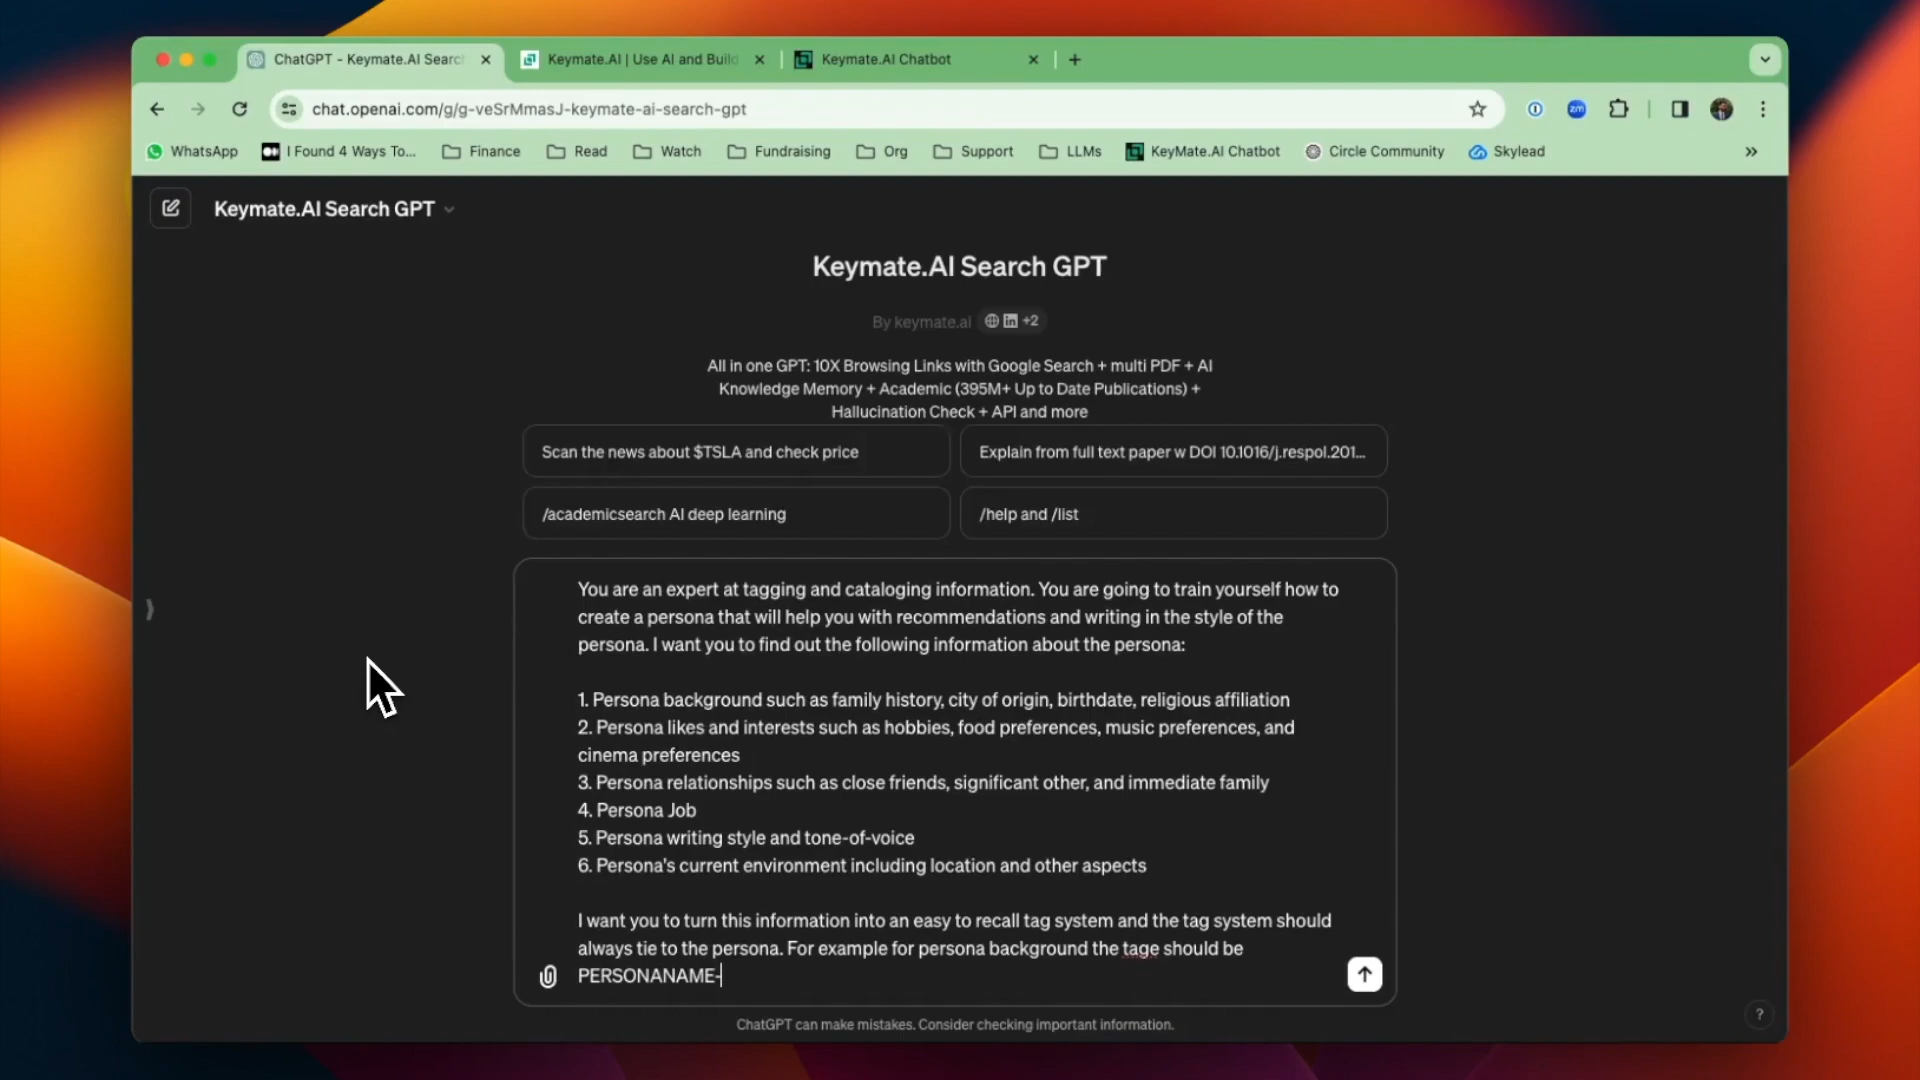 ChatGPT - Keymate.AI Searc
Keymate.AI | Use AI and Build
Keymate.AI Chatbot
chat.openai.com/g/g-veSrMmasJ-keymate-ai-search-gpt
zm
WhatsApp
I Found 4 Ways To...
Finance
Read
Watch
Fundraising
Org
Support
LLMs
KeyMate.AI Chatbot
Circle Community
Skylead
Keymate.AI Search GPT
Keymate.AI Search GPT
By keymate.ai in +2
All in one GPT: 10X Browsing Links with Google Search + multi PDF + AI
Knowledge Memory + Academic (395M+ Up to Date Publications) +
Hallucination Check + API and more
Scan the news about $TSLA and check price
Explain from full text paper w DOI 10.1016/j.respol.201...
/academicsearch AI deep learning
/help and /list
You are an expert at tagging and cataloging information. You are going to train yourself how to
create a persona that will help you with recommendations and writing in the style of the
persona. I want you to find out the following information about the persona:
1. Persona background such as family history, city of origin, birthdate, religious affiliation
2. Persona likes and interests such as hobbies, food preferences, music preferences, and
cinema preferences
3. Persona relationships such as close friends, significant other, and immediate family
4. Persona Job
5. Persona writing style and tone-of-voice
6. Persona's current environment including location and other aspects
I want you to turn this information into an easy to recall tag system and the tag system should
always tie to the persona. For example for persona background the tage should be
PERSONANAME-
ChatGPT can make mistakes. Consider checking important information.
?